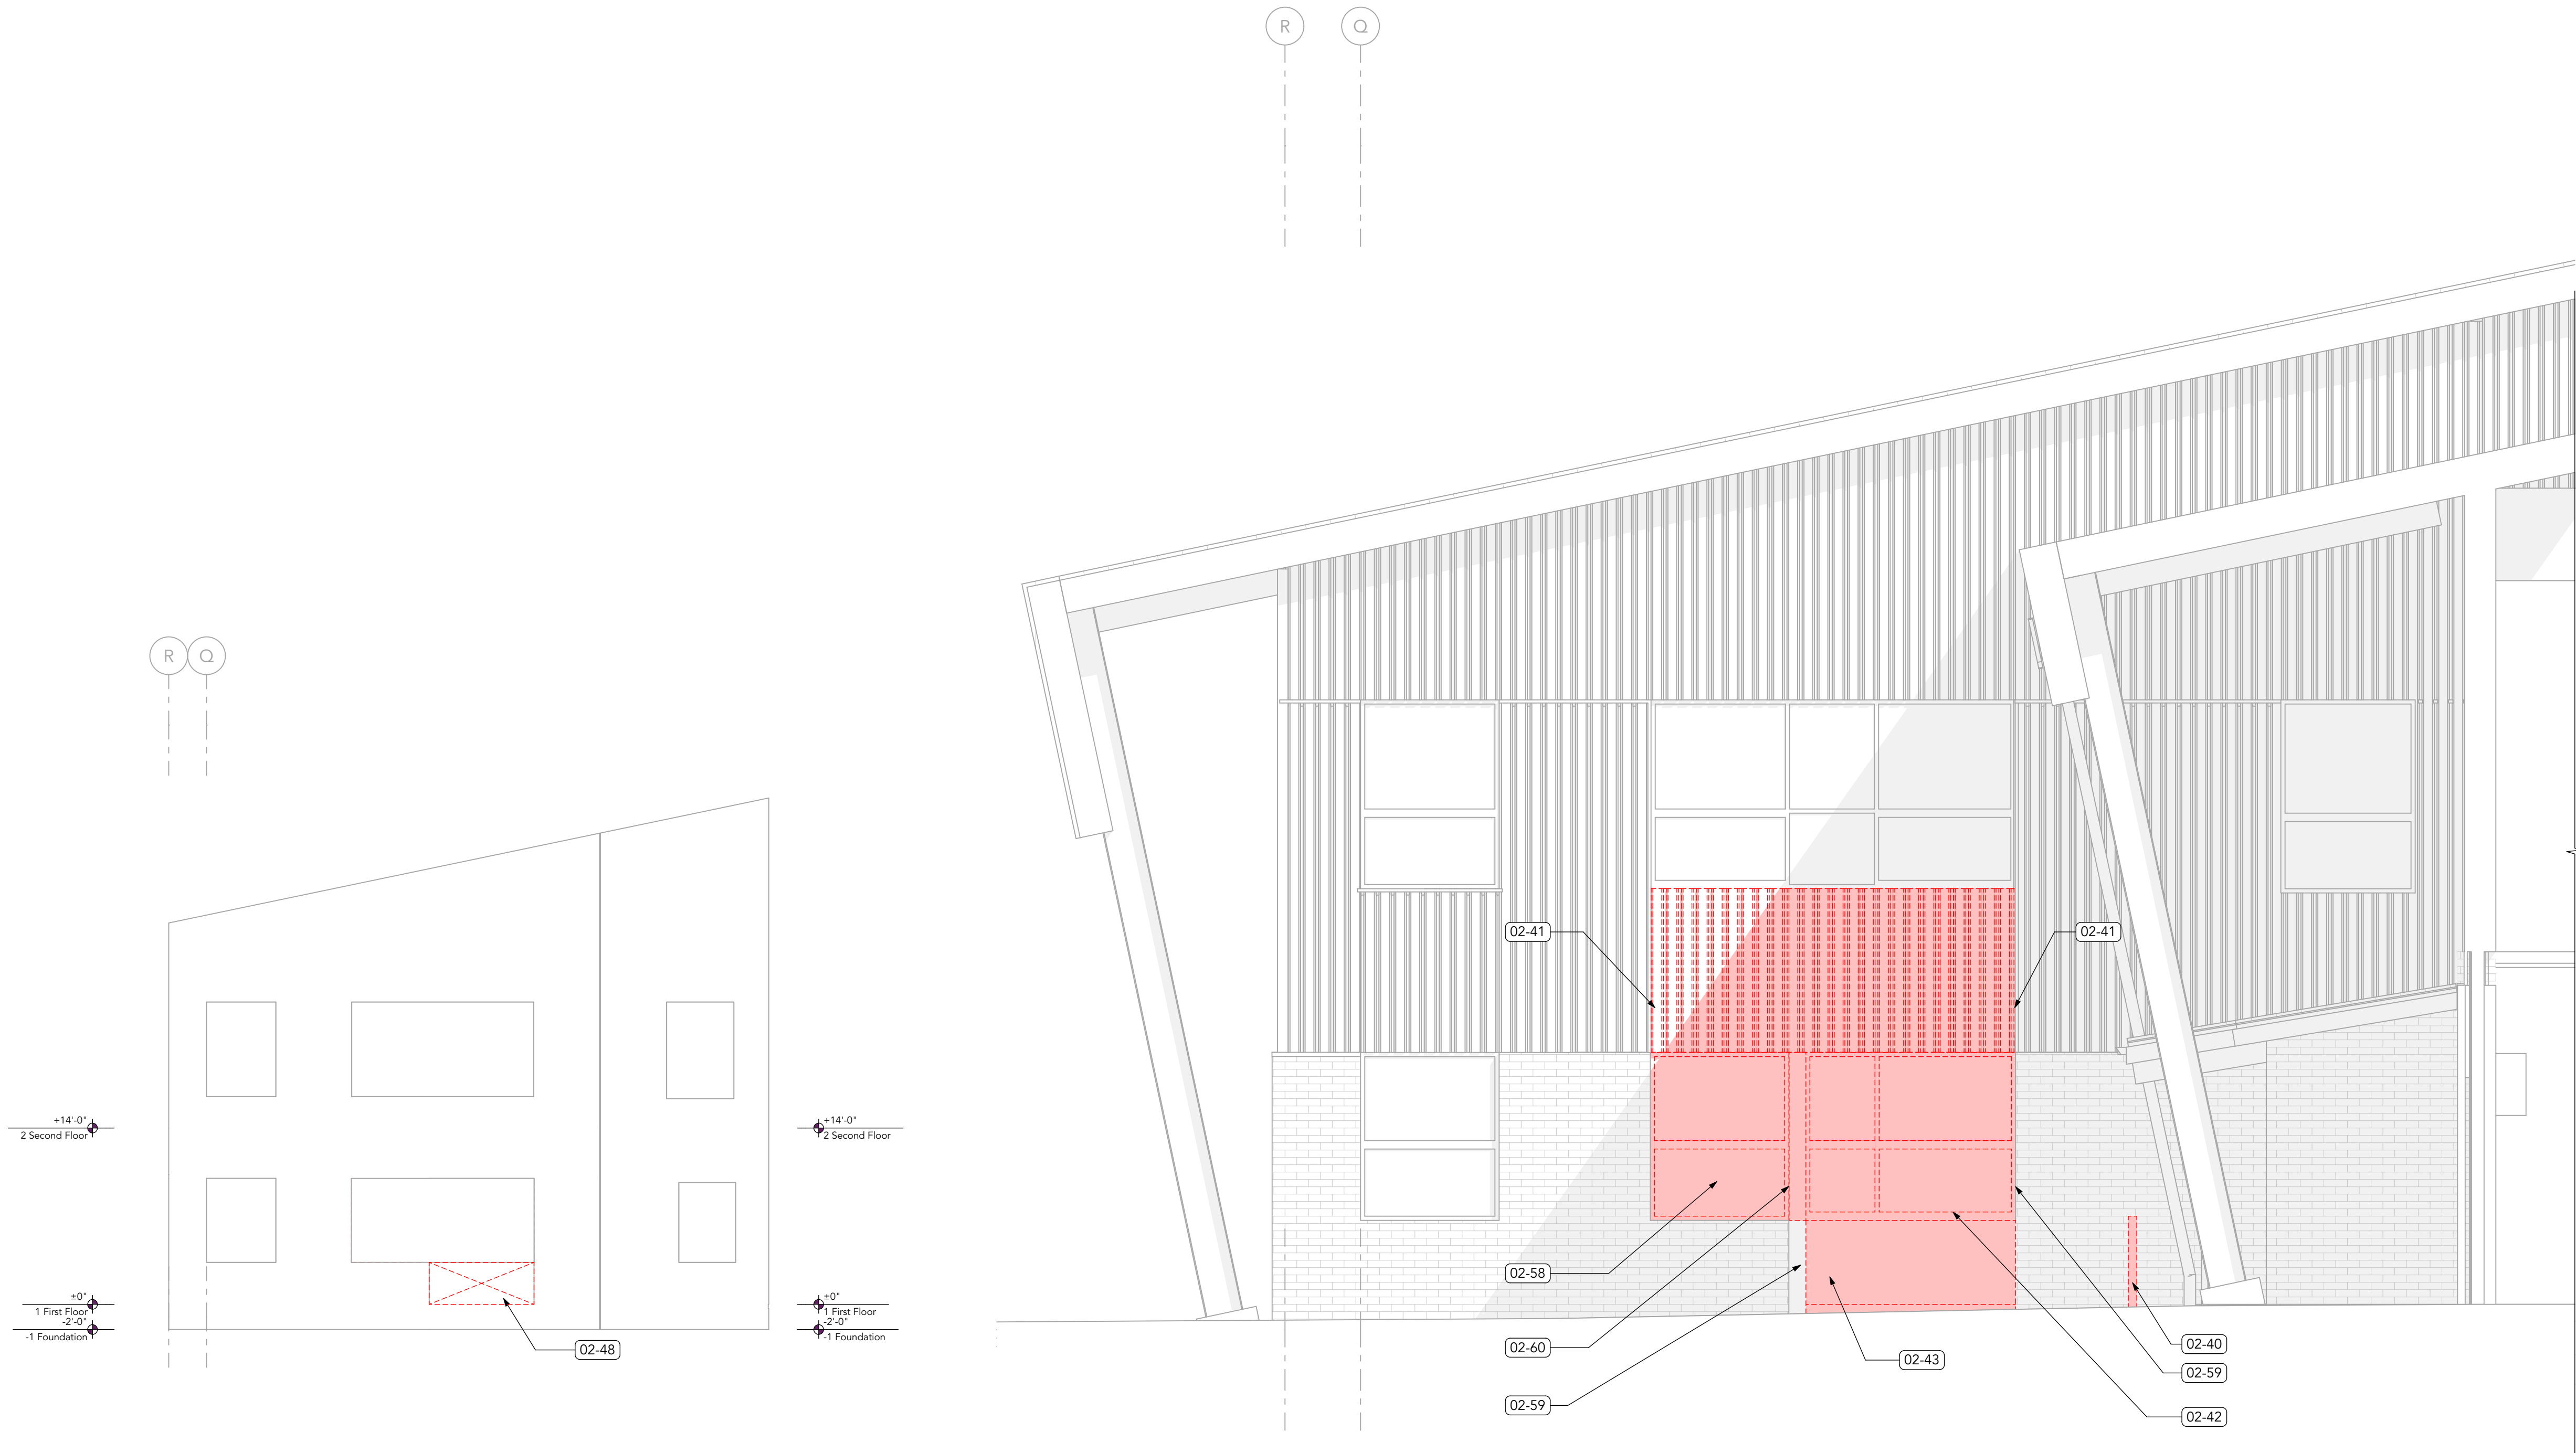 R
Q
R
Q
02-41
02-41
+14'-0"
2 Second Floor
+14'-0"
2 Second Floor
02-58
±0"
1 First Floor
-2'-0"
-1 Foundation
±0"
1 First Floor
-2'-0"
-1 Foundation
02-48
02-60
02-43
02-40
02-59
02-59
02-42